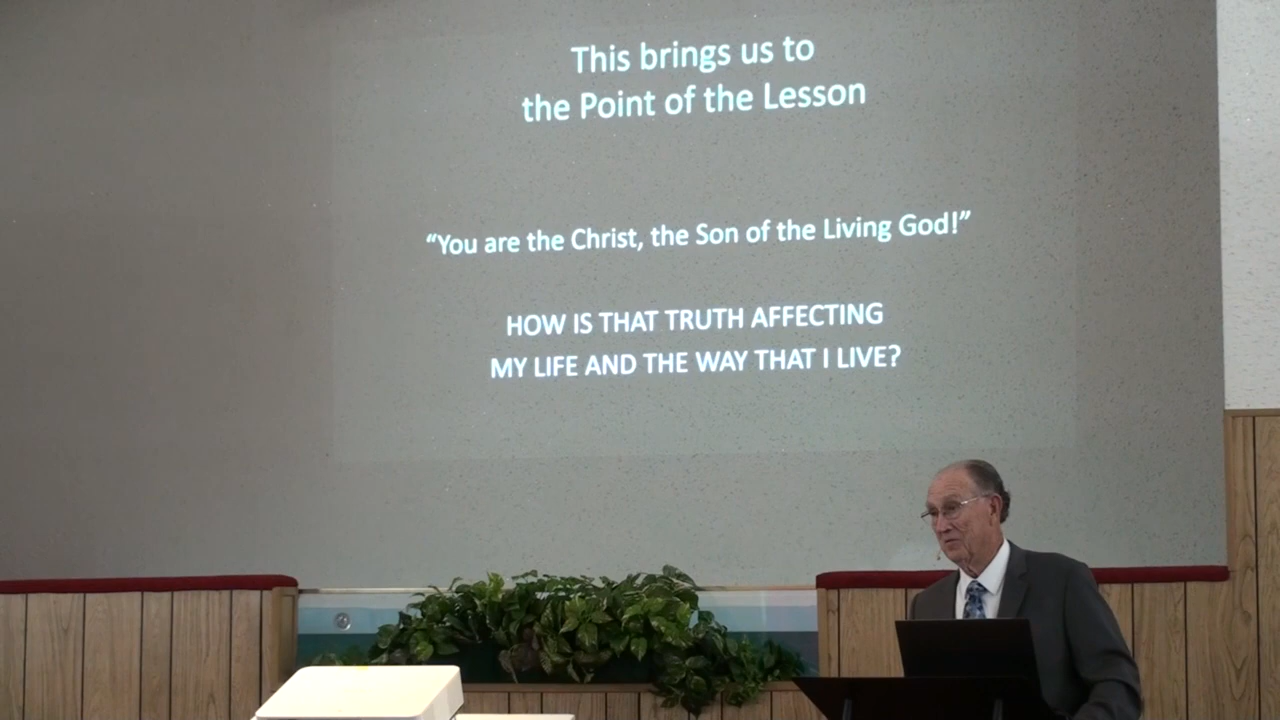 This brings us to
the Point of the Lesson
“You are the Christ, the Son of the Living God!”
HOW IS THAT TRUTH AFFECTING
MY LIFE AND THE WAY THAT I LIVE?